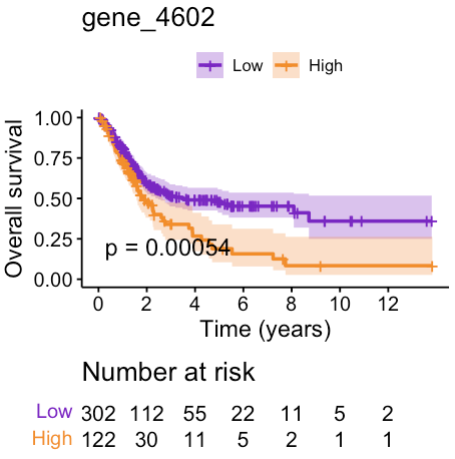 gene_4602
Low High
Overall survival
1.00
0.75
0.50
0.25
0.00
p = 0.00054
0 2 4 6 8 10 12
Time (years)
Number at risk
Low 302 112 55 22 11 5 2
High 122 30 11 5 2 1 1